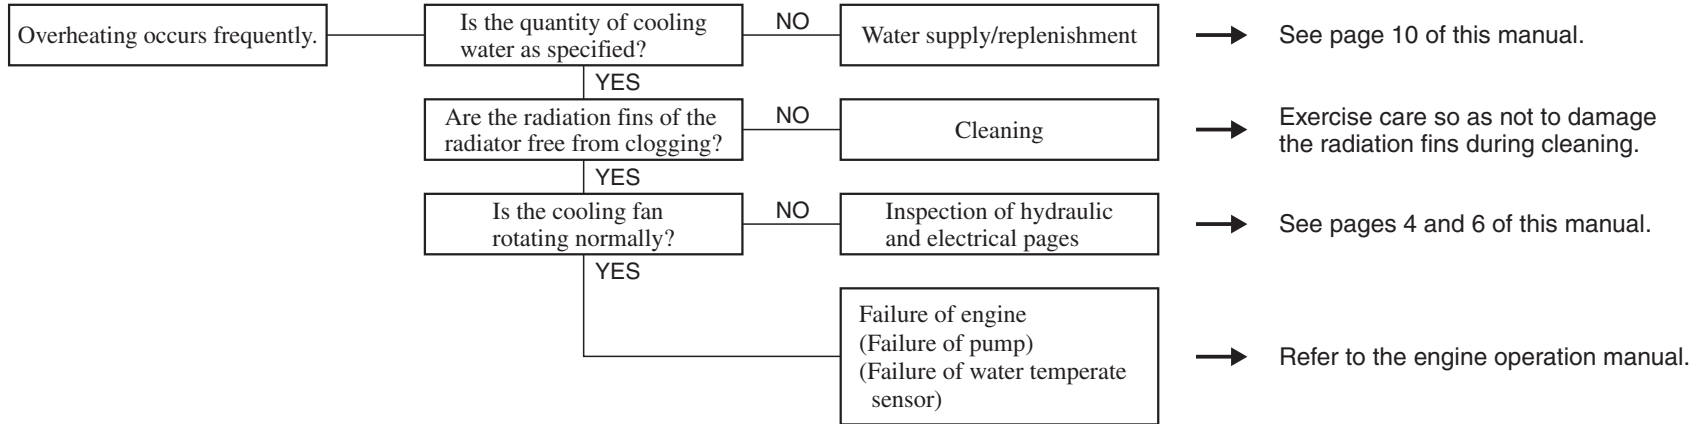 Overheating occurs frequently.
Is the quantity of cooling
water as specified?
NO
Water supply/replenishment
See page 10 of this manual.
YES
Are the radiation fins of the
radiator free from clogging?
NO
Cleaning
Exercise care so as not to damage
the radiation fins during cleaning.
YES
Is the cooling fan
rotating normally?
NO
Inspection of hydraulic
and electrical pages
See pages 4 and 6 of this manual.
YES
Failure of engine
(Failure of pump)
(Failure of water temperate
sensor)
Refer to the engine operation manual.